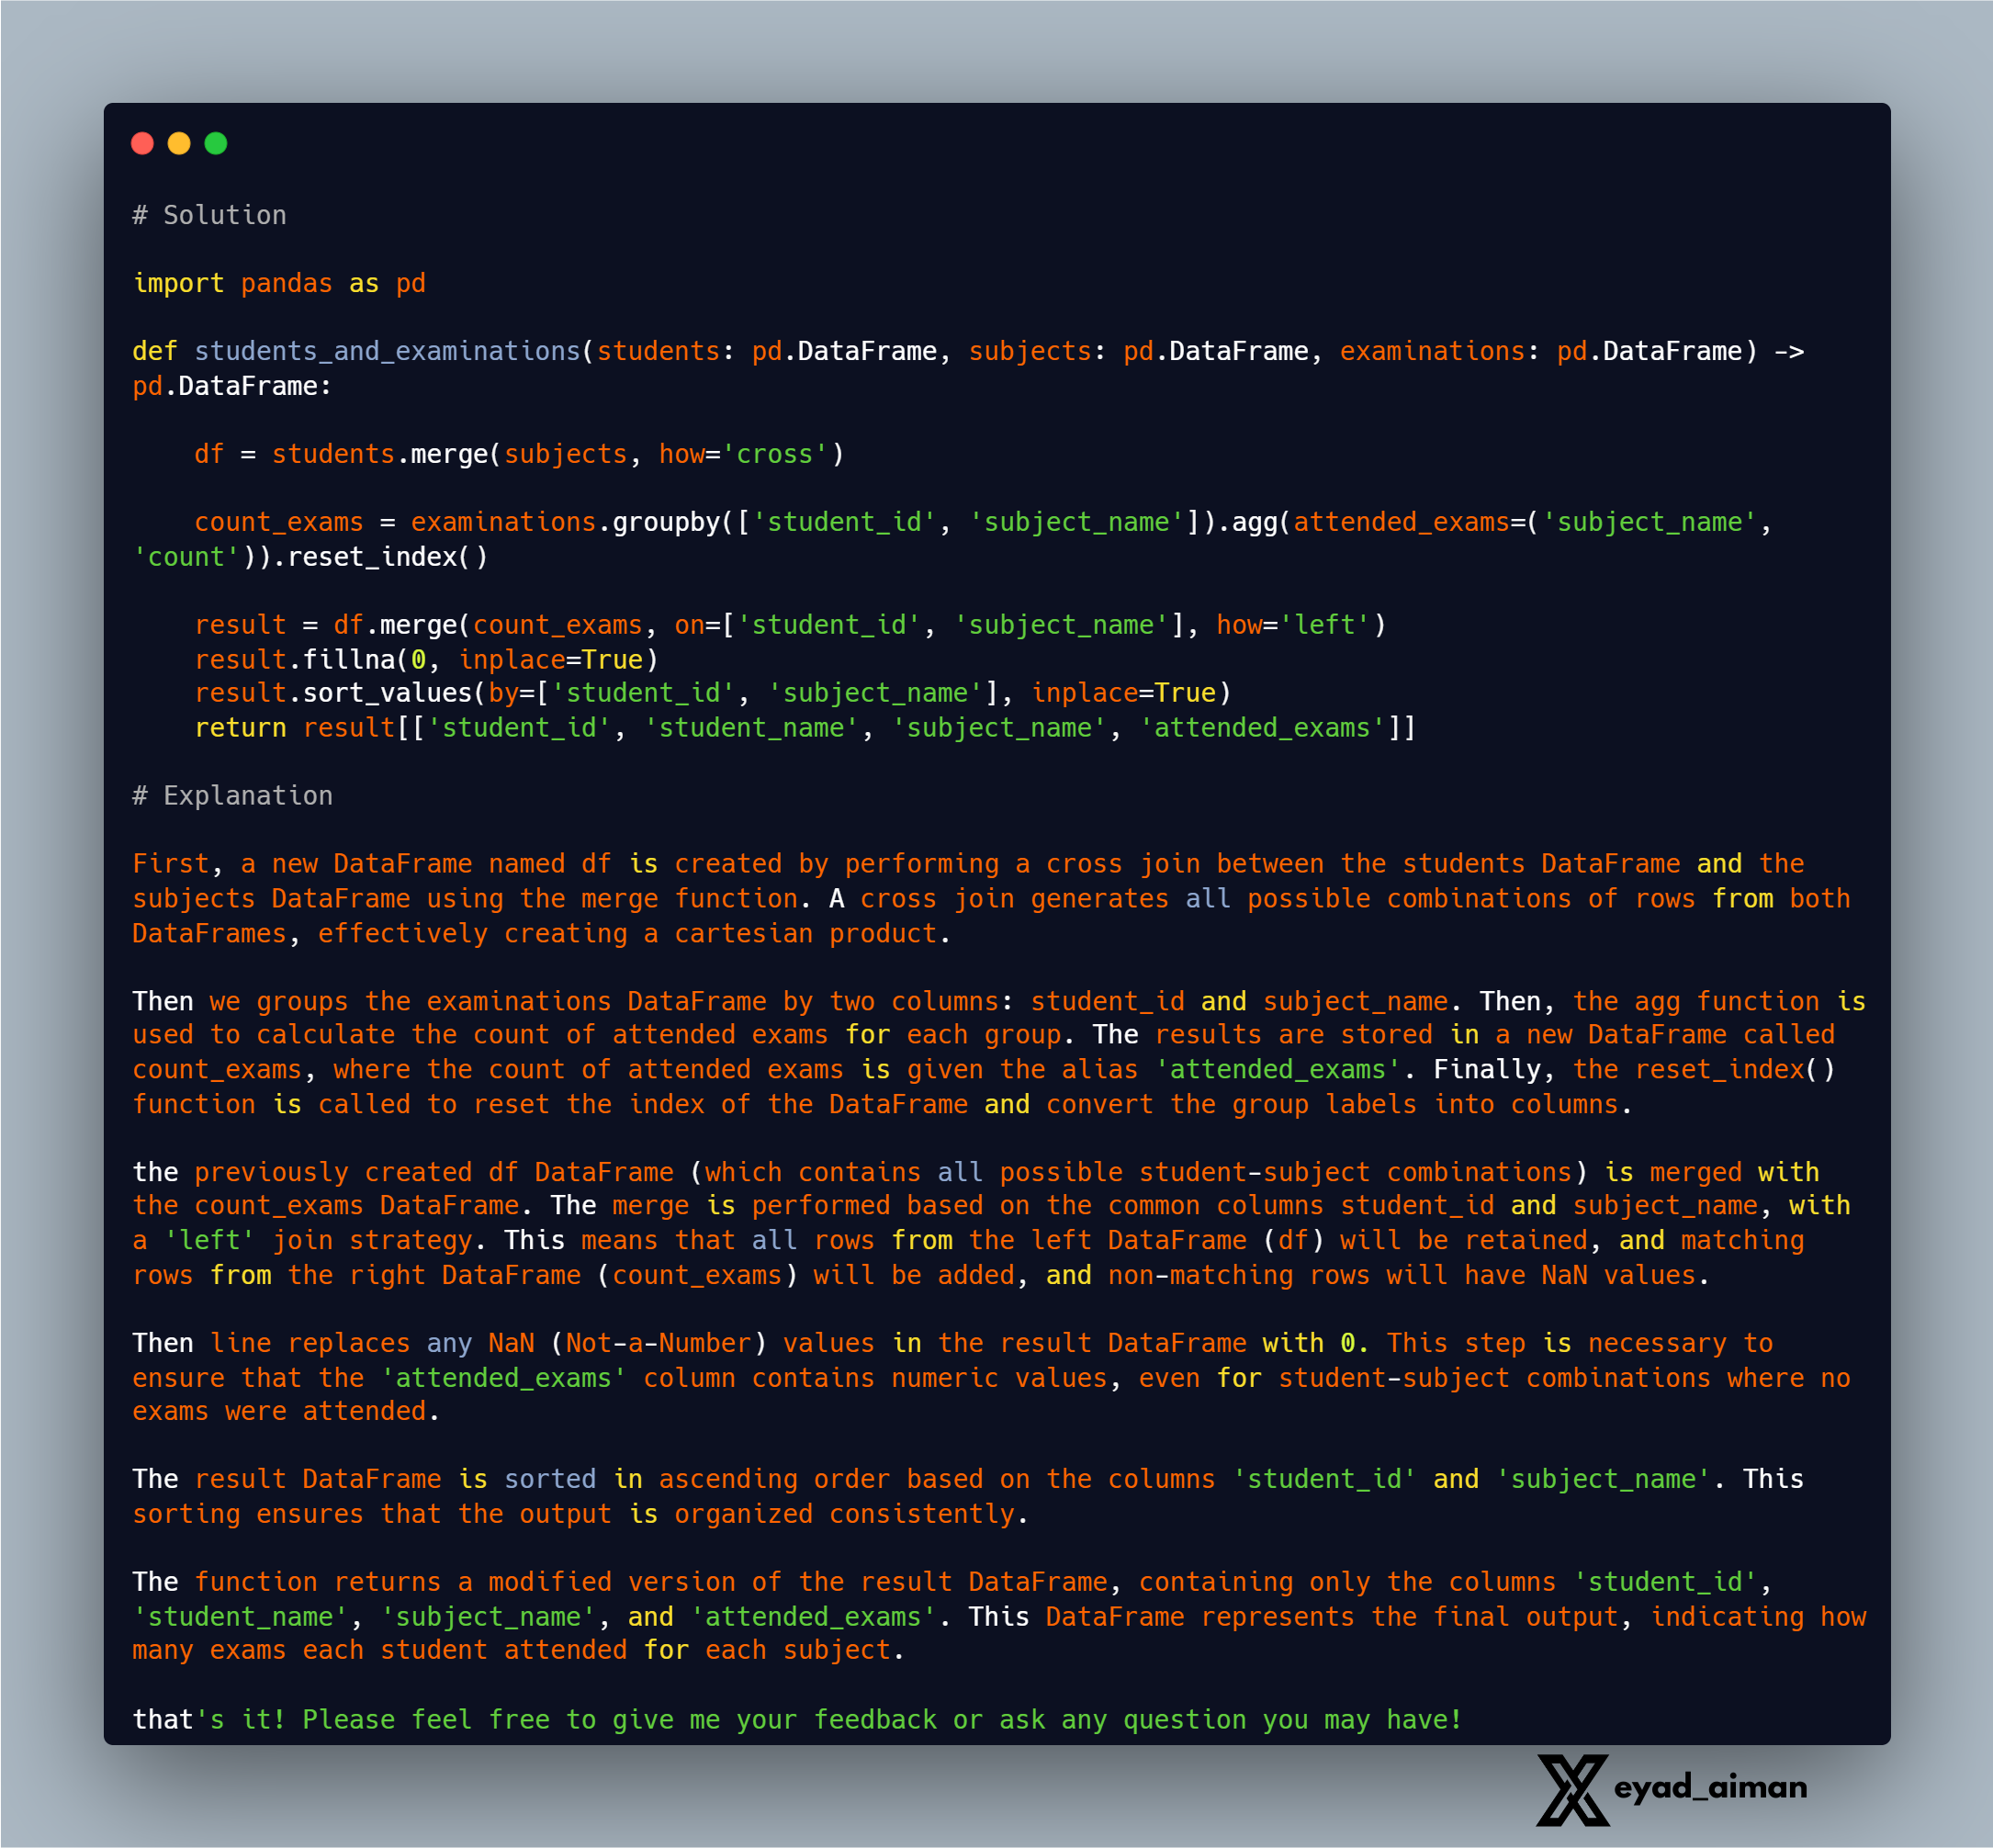 # Solution
import pandas as pd
def students_and_examinations(students: pd.DataFrame, subjects: pd.DataFrame, examinations: pd.DataFrame) ->
pd.DataFrame:
    df = students.merge(subjects, how='cross')
    count_exams = examinations.groupby(['student_id', 'subject_name']).agg(attended_exams=('subject_name',
'count')).reset_index()
    result = df.merge(count_exams, on=['student_id', 'subject_name'], how='left')
    result.fillna(0, inplace=True)
    result.sort_values(by=['student_id', 'subject_name'], inplace=True)
    return result[['student_id', 'student_name', 'subject_name', 'attended_exams']]
# Explanation
First, a new DataFrame named df is created by performing a cross join between the students DataFrame and the
subjects DataFrame using the merge function. A cross join generates all possible combinations of rows from both
DataFrames, effectively creating a cartesian product.
Then we groups the examinations DataFrame by two columns: student_id and subject_name. Then, the agg function is
used to calculate the count of attended exams for each group. The results are stored in a new DataFrame called
count_exams, where the count of attended exams is given the alias 'attended_exams'. Finally, the reset_index()
function is called to reset the index of the DataFrame and convert the group labels into columns.
the previously created df DataFrame (which contains all possible student-subject combinations) is merged with
the count_exams DataFrame. The merge is performed based on the common columns student_id and subject_name, with
a 'left' join strategy. This means that all rows from the left DataFrame (df) will be retained, and matching
rows from the right DataFrame (count_exams) will be added, and non-matching rows will have NaN values.
Then line replaces any NaN (Not-a-Number) values in the result DataFrame with 0. This step is necessary to
ensure that the 'attended_exams' column contains numeric values, even for student-subject combinations where no
exams were attended.
The result DataFrame is sorted in ascending order based on the columns 'student_id' and 'subject_name'. This
sorting ensures that the output is organized consistently.
The function returns a modified version of the result DataFrame, containing only the columns 'student_id',
'student_name', 'subject_name', and 'attended_exams'. This DataFrame represents the final output, indicating how
many exams each student attended for each subject.
that's it! Please feel free to give me your feedback or ask any question you may have!
eyad_aiman